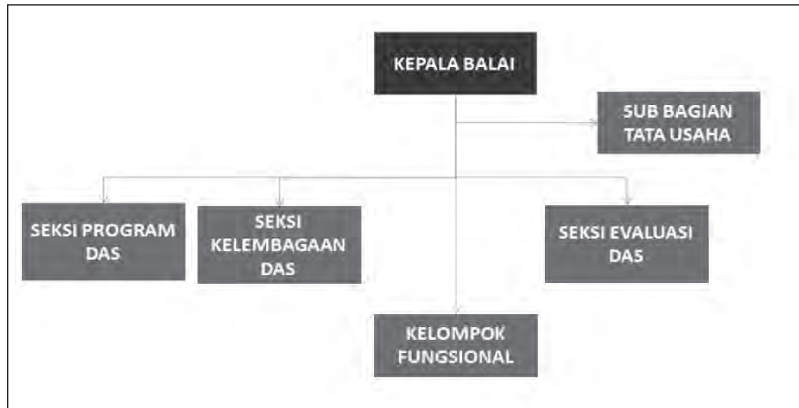 KEPALA BALAI
SUB BAGIAN
TATA USAHA
SEKSI PROGRAM
DAS
SEKSI
KELEMBAGAAN
DAS
SEKSI EVALUASI
DAS
KELOMPOK
FUNGSIONAL